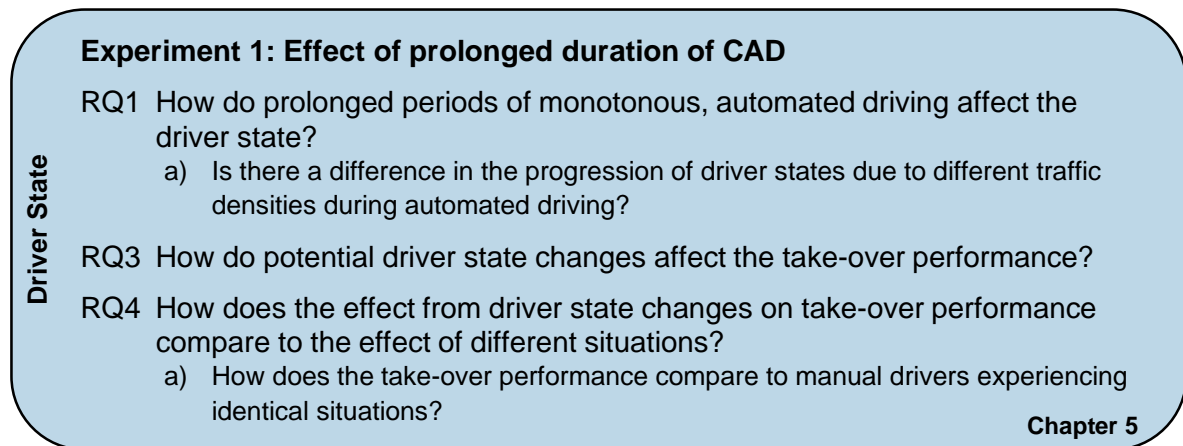 Driver State
Experiment 1: Effect of prolonged duration of CAD
RQ1 How do prolonged periods of monotonous, automated driving affect the
driver state?
a) Is there a difference in the progression of driver states due to different traffic
densities during automated driving?
RQ3 How do potential driver state changes affect the take-over performance?
RQ4 How does the effect from driver state changes on take-over performance
compare to the effect of different situations?
a) How does the take-over performance compare to manual drivers experiencing
identical situations?
Chapter 5